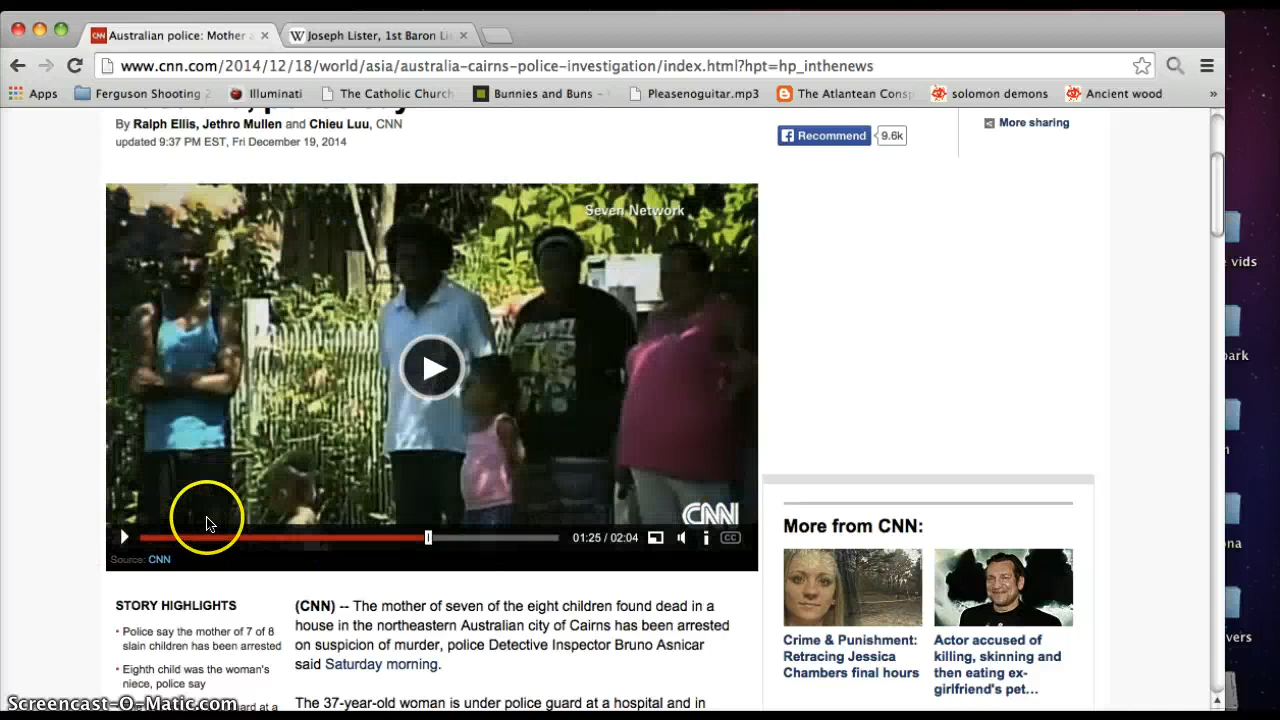 Australian police: Mother a
Joseph Lister, 1st Baron Li
www.cnn.com/2014/12/18/world/asia/australia-cairns-police-investigation/index.html?hpt=hp_inthenews
Apps
Ferguson Shooting
Illuminati
The Catholic Church
Bunnies and Buns -
Pleasenoguitar.mp3
The Atlantean Consp
solomon demons
Ancient wood
»
By Ralph Ellis, Jethro Mullen and Chieu Luu, CNN
updated 9:37 PM EST, Fri December 19, 2014
Recommend
9.6k
More sharing
Seven Network
CNN
01:25 / 02:04
CC
Source: CNN
STORY HIGHLIGHTS
Police say the mother of 7 of 8
slain children has been arrested
Eighth child was the woman's
niece, police say
guard at a
(CNN) -- The mother of seven of the eight children found dead in a
house in the northeastern Australian city of Cairns has been arrested
on suspicion of murder, police Detective Inspector Bruno Asnicar
said Saturday morning.
The 37-year-old woman is under police guard at a hospital and in
More from CNN:
Crime & Punishment:
Retracing Jessica
Chambers final hours
Actor accused of
killing, skinning and
then eating ex-
girlfriend's pet...
e vids
ark
n
na
vers
Screencast-O-Matic.com